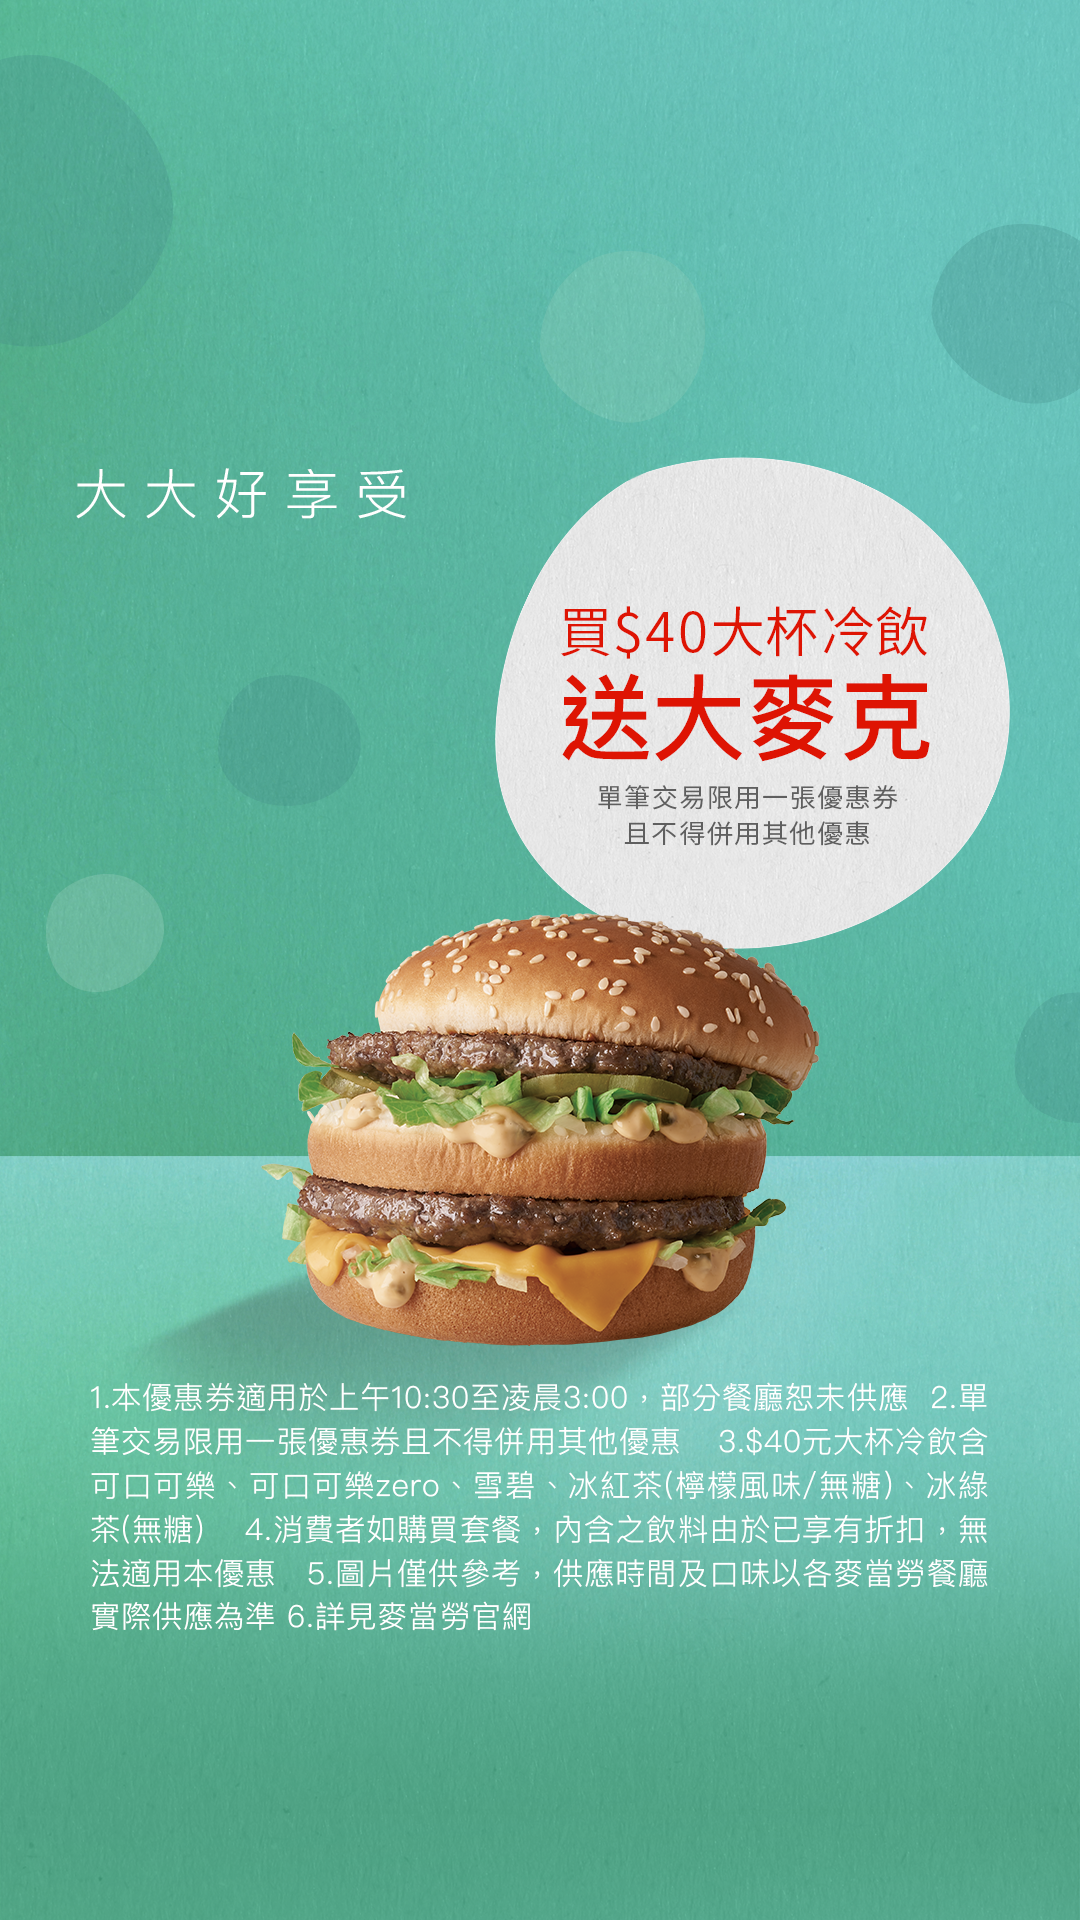 大大好享受
買$40大杯冷飲
送大麥克
單筆交易限用一張優惠券
且不得併用其他優惠
1.本優惠券適用於上午10:30至凌晨3:00，部分餐廳恕未供應 2.單
筆交易限用一張優惠券且不得併用其他優惠 3.$40元大杯冷飲含
可口可樂、可口可樂zero、雪碧、冰紅茶(檸檬風味/無糖)、冰綠
茶(無糖) 4.消費者如購買套餐，內含之飲料由於已享有折扣，無
法適用本優惠 5.圖片僅供參考，供應時間及口味以各麥當勞餐廳
實際供應為準 6.詳見麥當勞官網